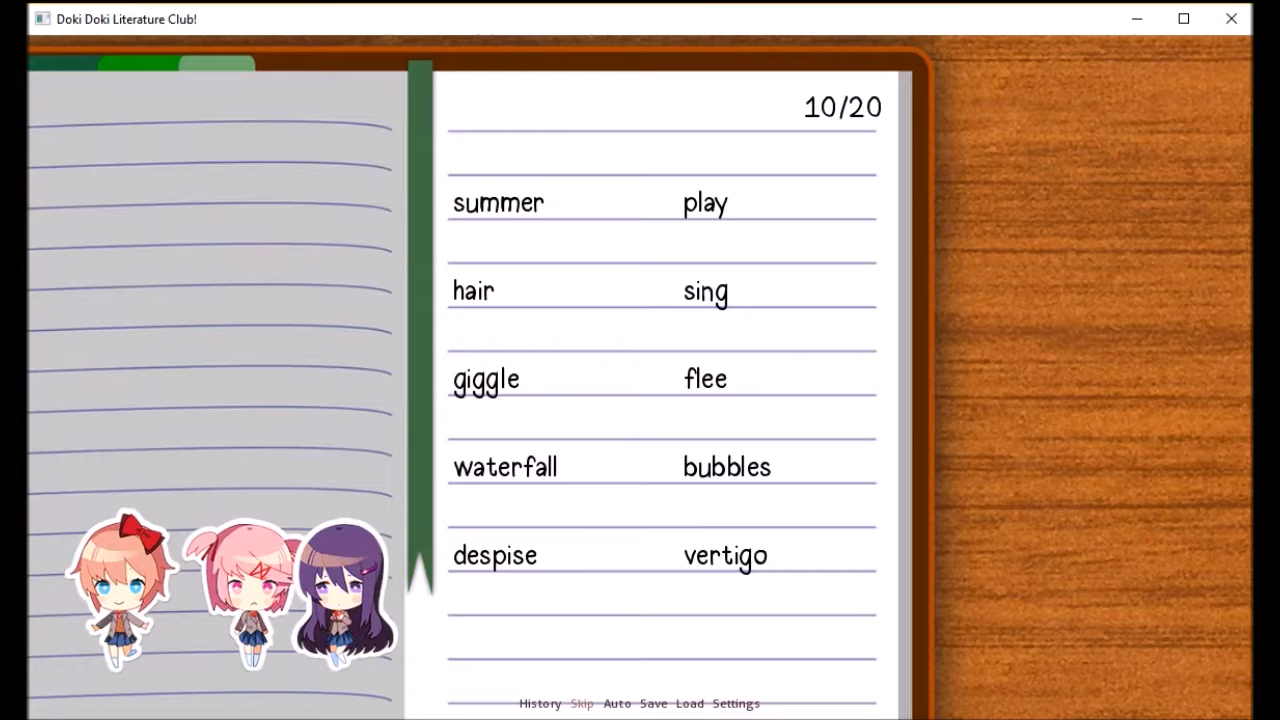 Doki Doki Literature Club!
10/20
summer play
hair sing
giggle flee
waterfall bubbles
despise vertigo
History Skip Auto Save Load Settings